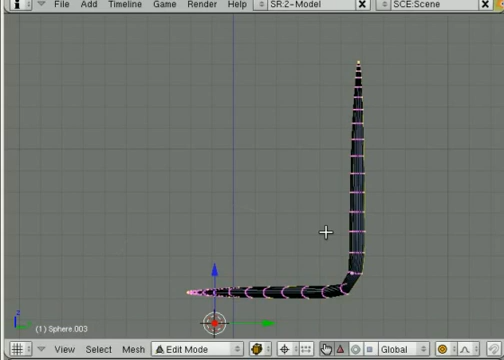 File Add Timeline Game Render Help SR:2-Model SCE:Scene
z
(1) Sphere.003
View Select Mesh Edit Mode Global